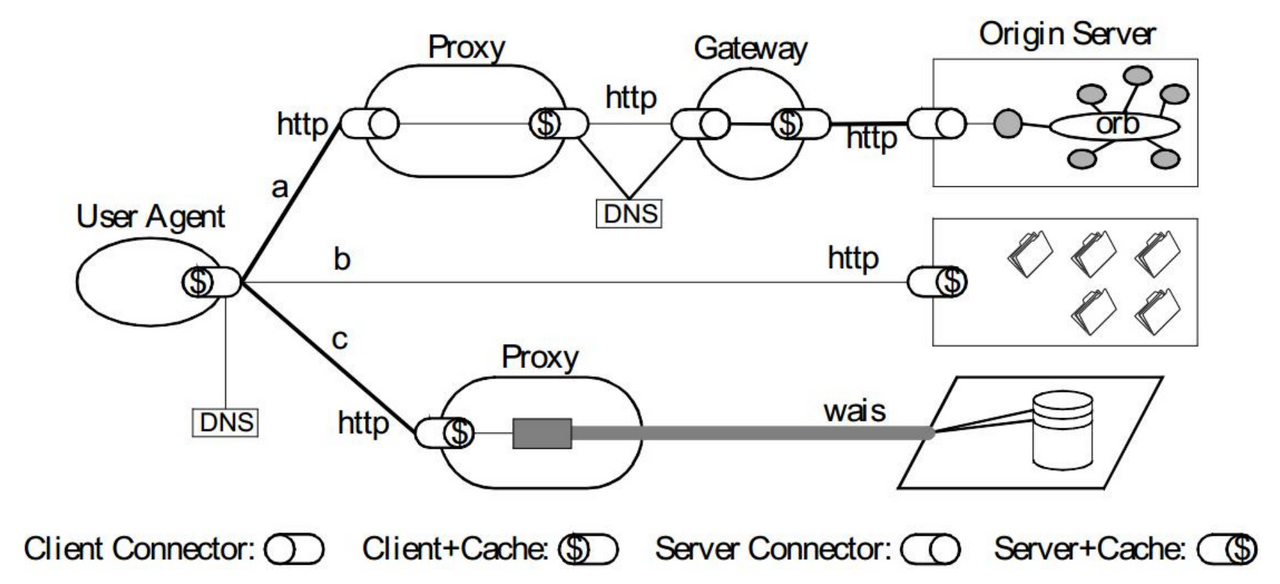 Proxy
Gateway
Origin Server
http
$
http
$
http
orb
a
DNS
User Agent
$
b
http
$
c
Proxy
DNS
http
$
wais
Client Connector:
Client+Cache: $
Server Connector:
Server+Cache: $